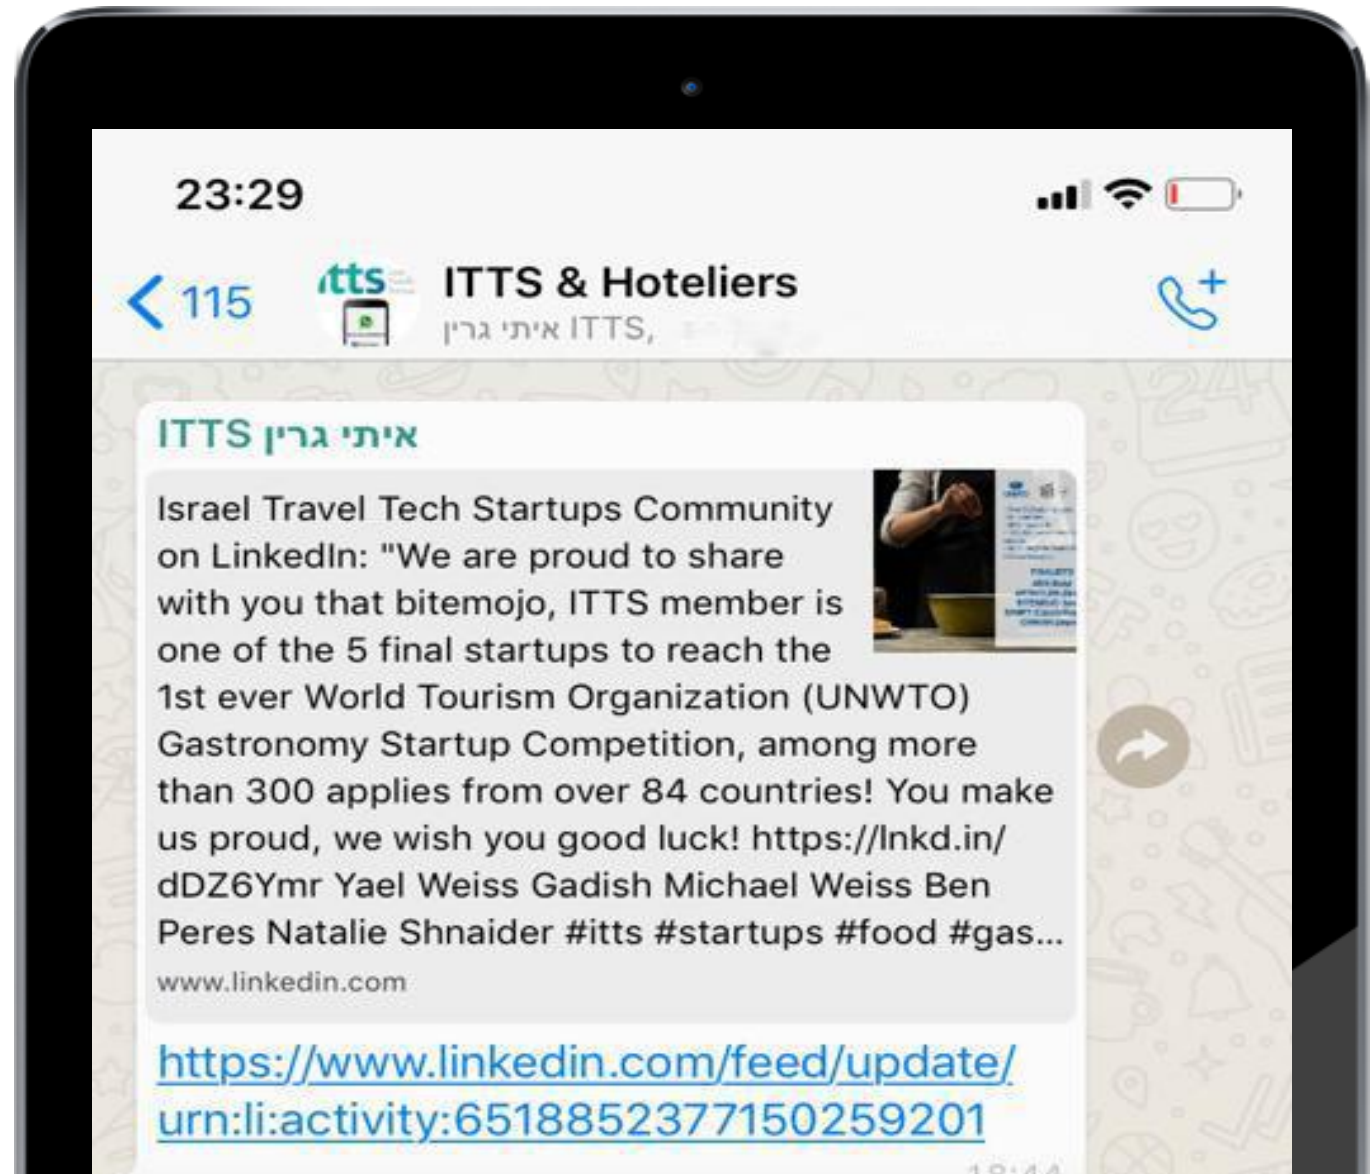 23:29
115
itts
ITTS & Hoteliers
איתי גרין ITTS,
איתי גרין ITTS
Israel Travel Tech Startups Community
on LinkedIn: "We are proud to share
with you that bitemojo, ITTS member is
one of the 5 final startups to reach the
1st ever World Tourism Organization (UNWTO)
Gastronomy Startup Competition, among more
than 300 applies from over 84 countries! You make
us proud, we wish you good luck! https://lnkd.in/
dDZ6Ymr Yael Weiss Gadish Michael Weiss Ben
Peres Natalie Shnaider #itts #startups #food #gas...
www.linkedin.com
https://www.linkedin.com/feed/update/
urn:li:activity:6518852377150259201
18:44